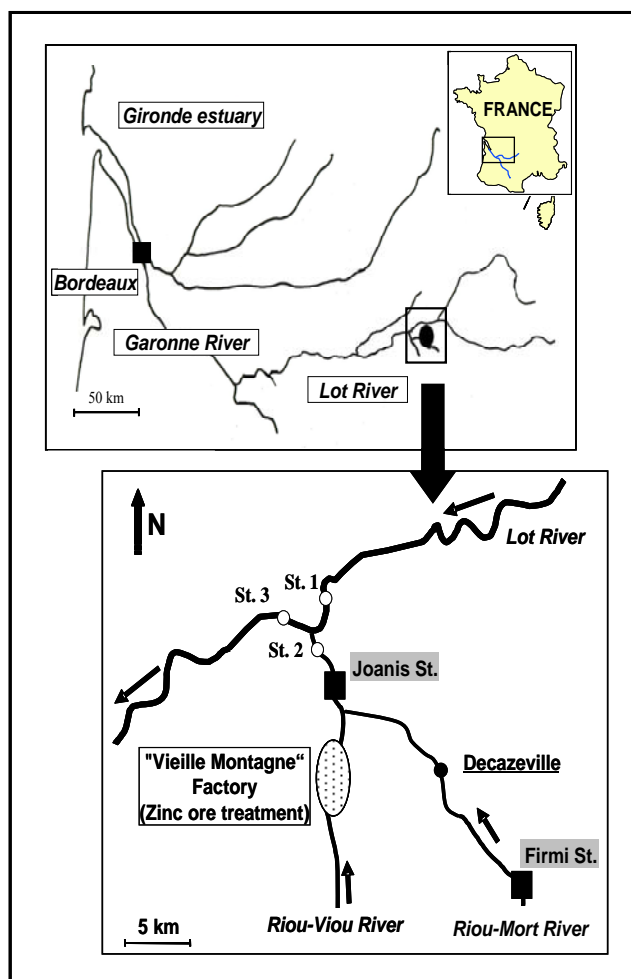 Gironde estuary
FRANCE
Bordeaux
Garonne River
50 km
Lot River
N
Lot River
St. 1
St. 3
St. 2
Joanis St.
"Vieille Montagne“
Factory
(Zinc ore treatment)
Decazeville
Firmi St.
5 km
Riou-Viou River
Riou-Mort River